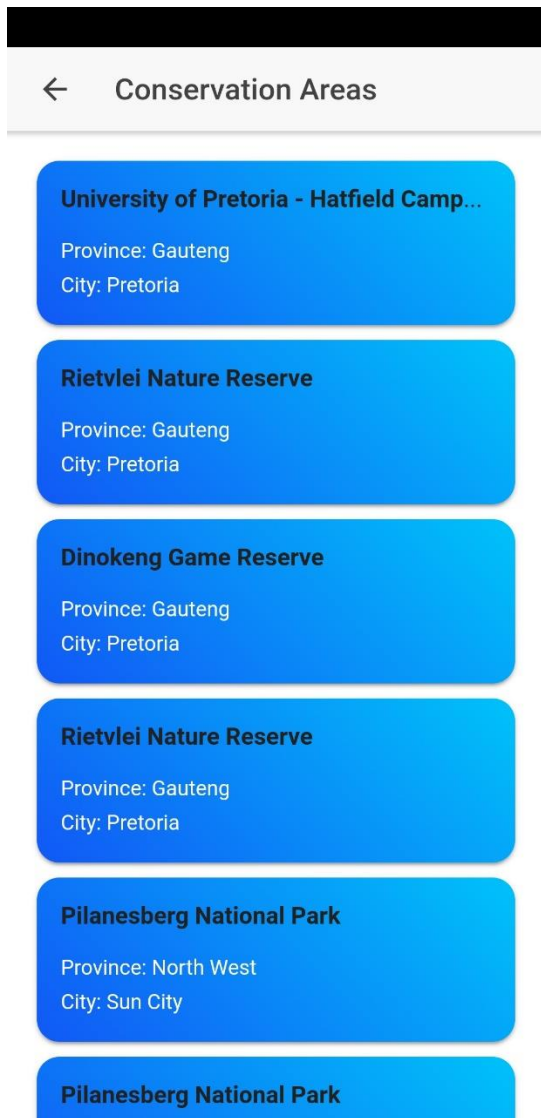 Conservation Areas
University of Pretoria - Hatfield Camp...
Province: Gauteng
City: Pretoria
Rietvlei Nature Reserve
Province: Gauteng
City: Pretoria
Dinokeng Game Reserve
Province: Gauteng
City: Pretoria
Rietvlei Nature Reserve
Province: Gauteng
City: Pretoria
Pilanesberg National Park
Province: North West
City: Sun City
Pilanesberg National Park